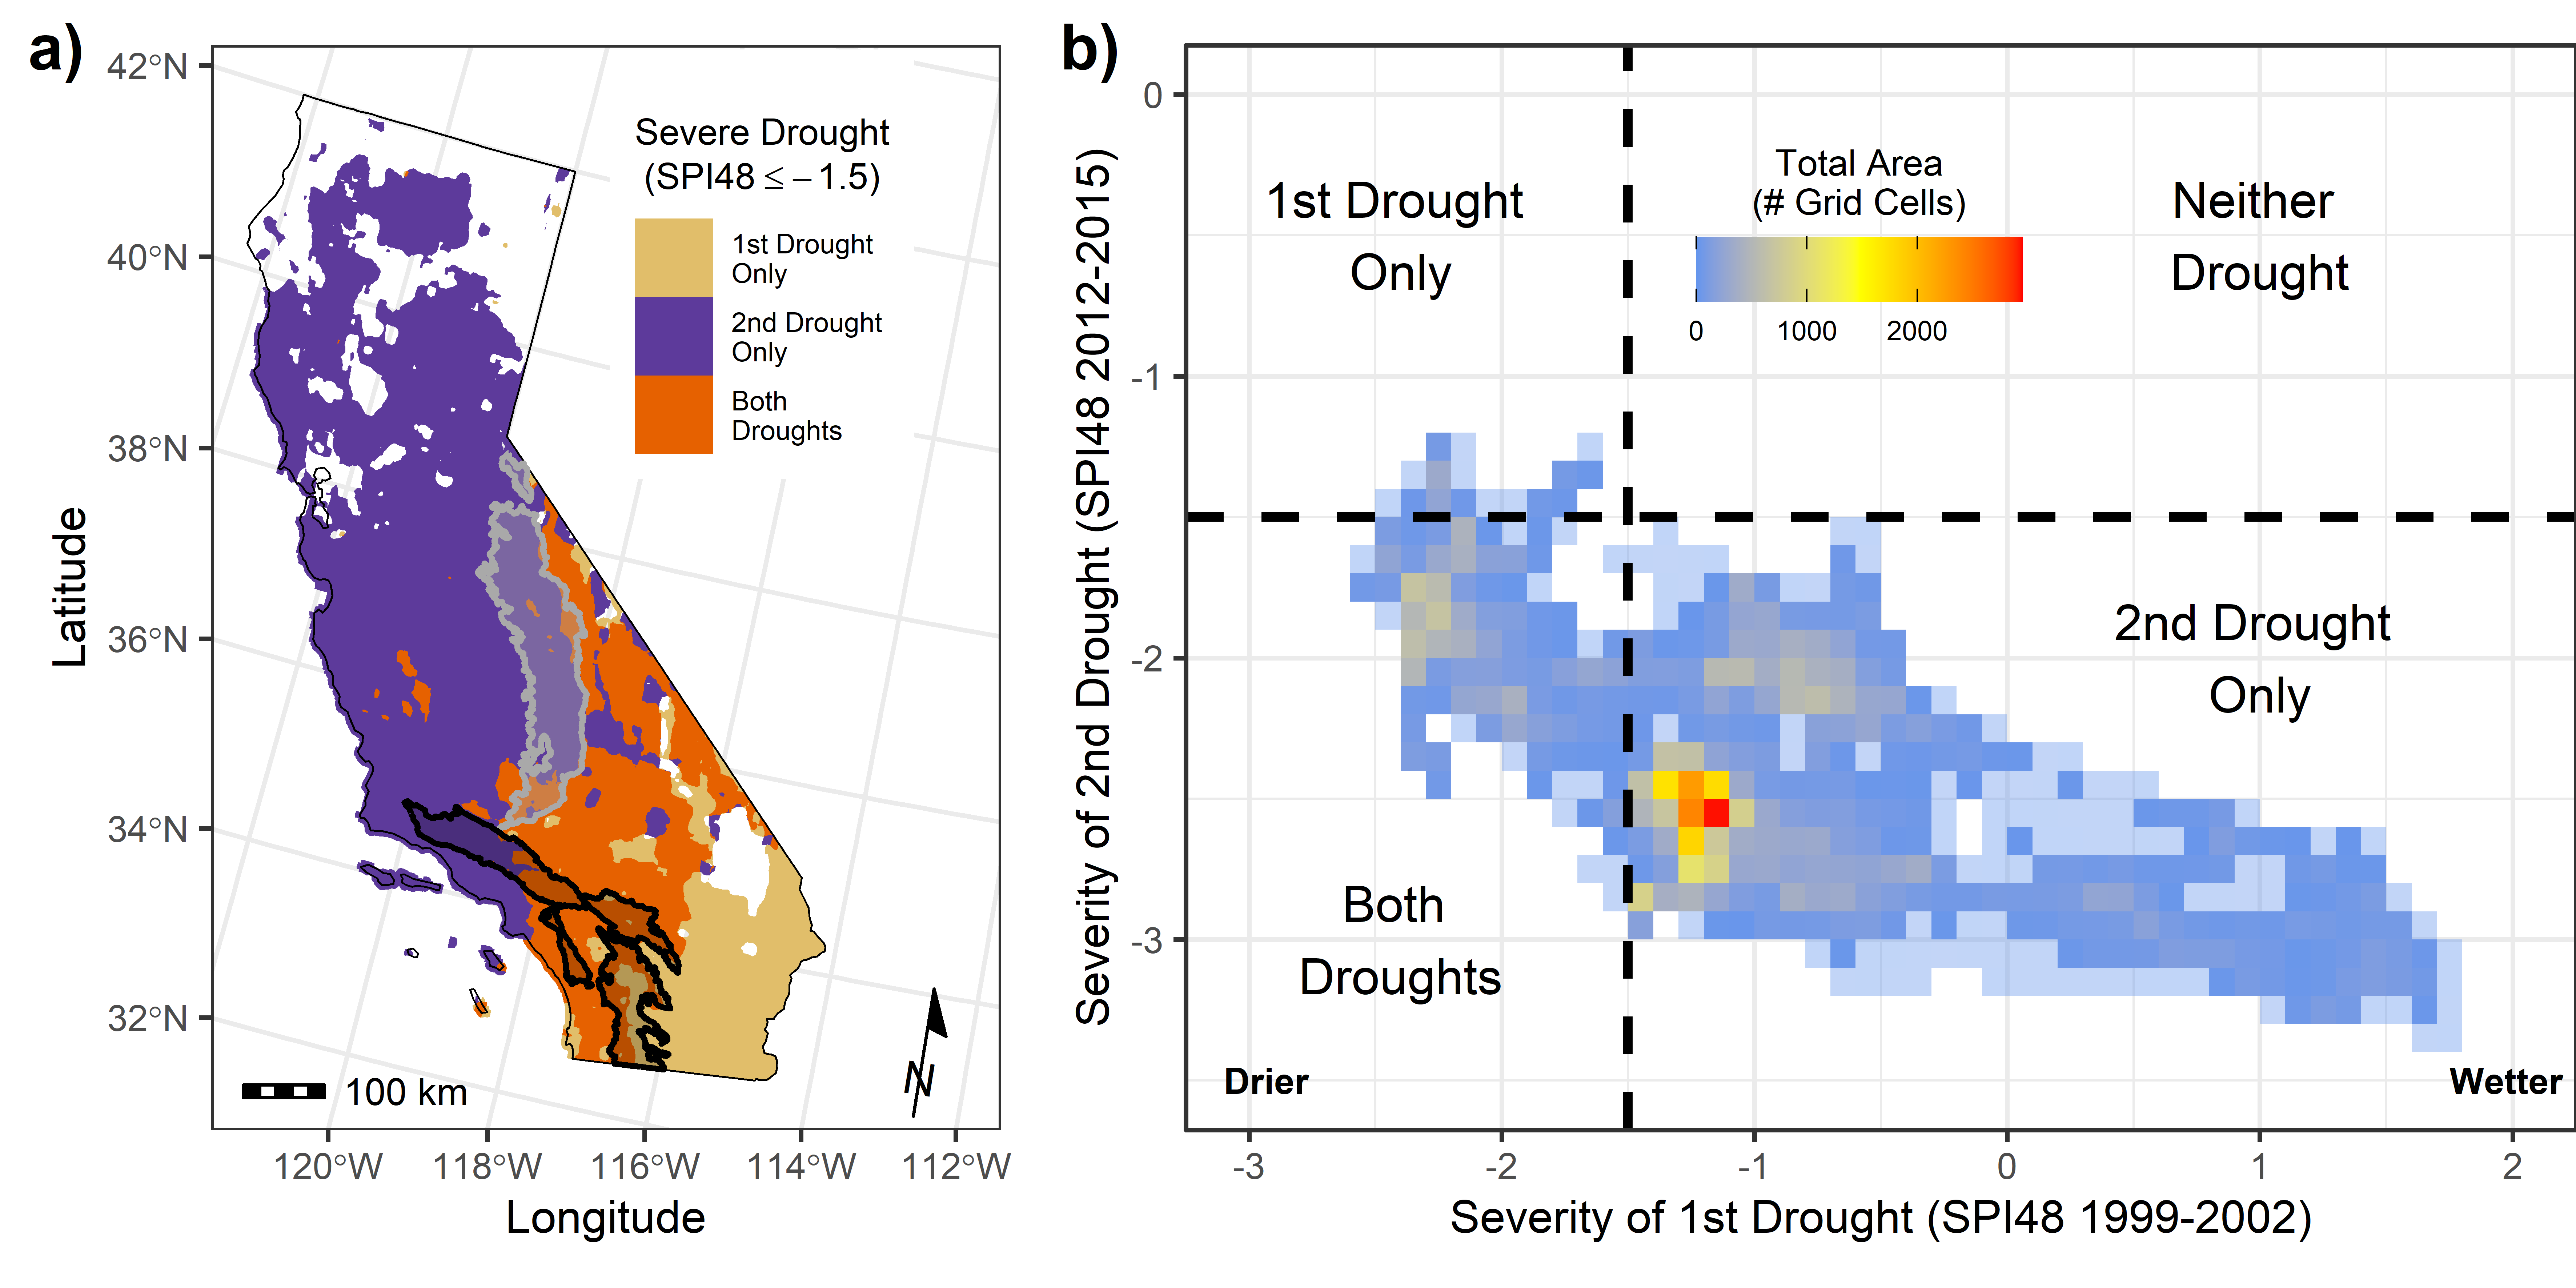 a)
42°N
40°N
38°N
36°N
34°N
32°N
Latitude
Severe Drought
(SPI48 ≤ −1.5)
1st Drought
Only
2nd Drought
Only
Both
Droughts
100 km
N
120°W
118°W
116°W
114°W
112°W
Longitude
b)
0
-1
-2
-3
Severity of 2nd Drought (SPI48 2012-2015)
1st Drought
Only
Total Area
(# Grid Cells)
0
1000
2000
Neither
Drought
2nd Drought
Only
Both
Droughts
Drier
Wetter
-3
-2
-1
0
1
2
Severity of 1st Drought (SPI48 1999-2002)